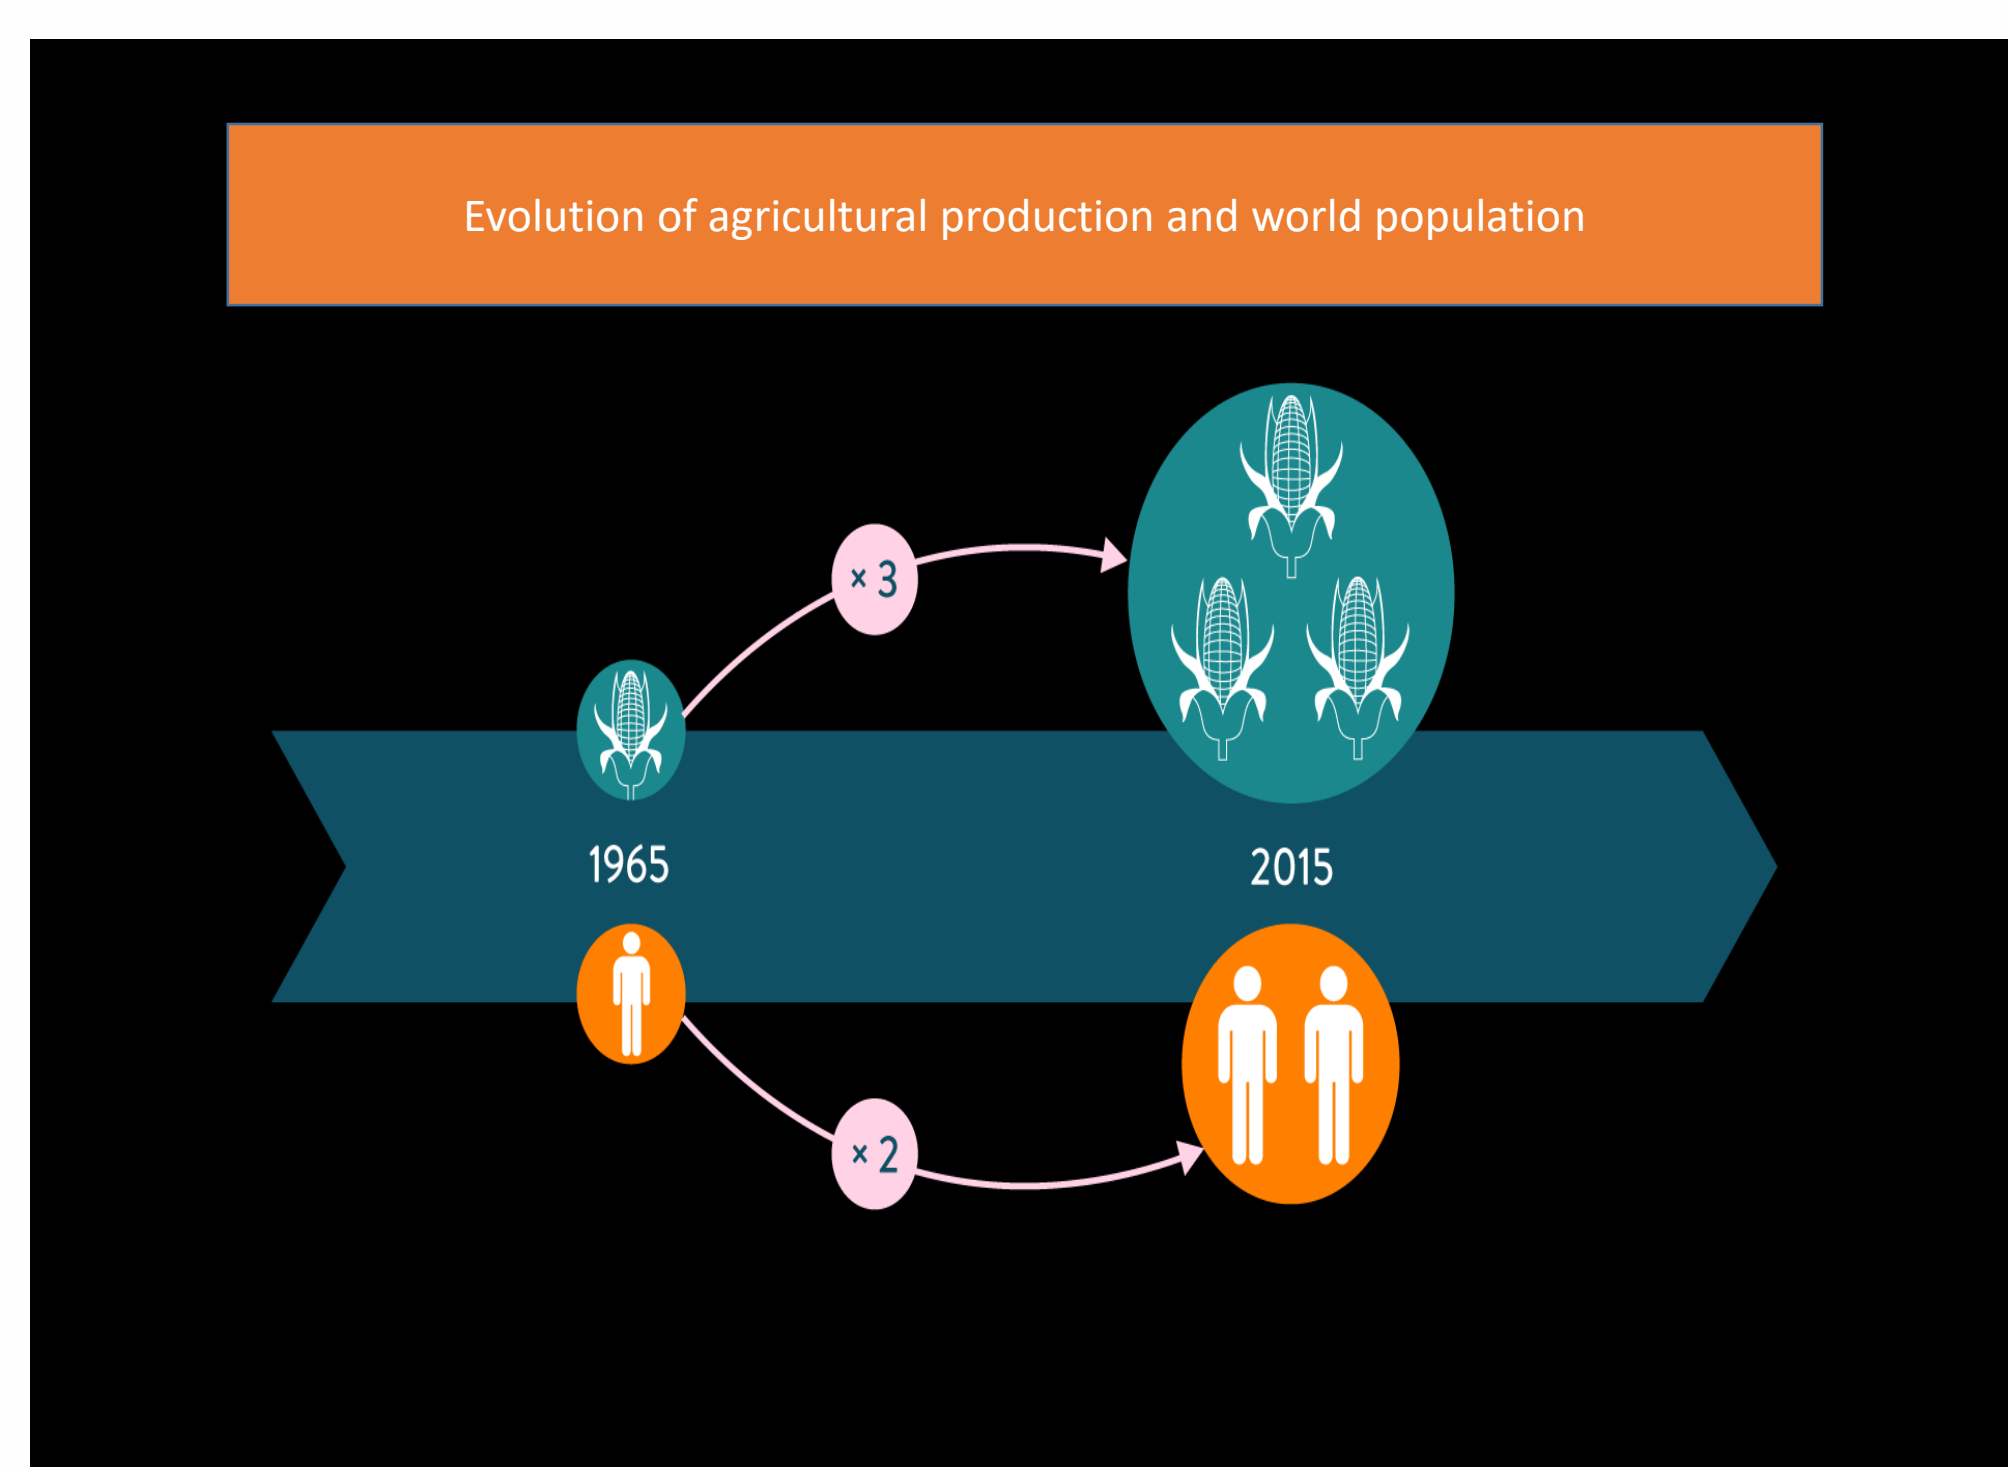 Evolution of agricultural production and world population
× 3
1965
2015
× 2